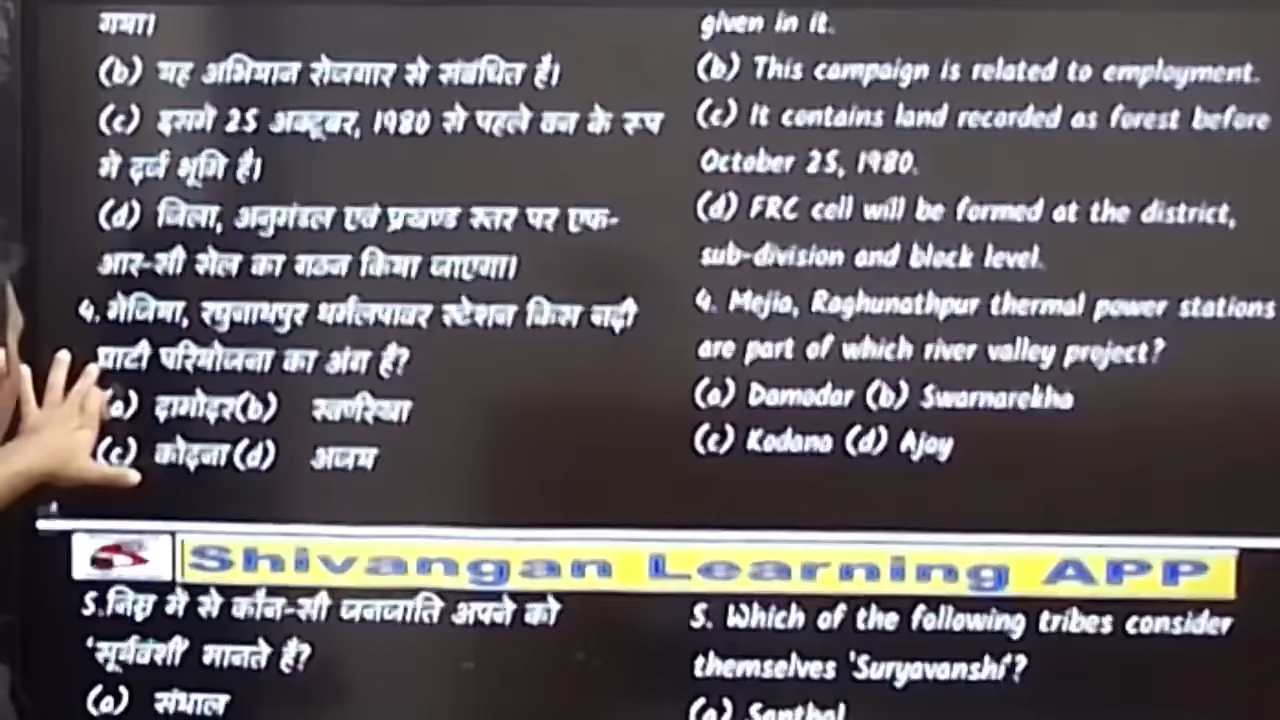 गया।
(b) यह अभियान रोजगार से संबंधित है।
(c) इसमें 25 अक्टूबर, 1980 से पहले वन के रूप
में दर्ज भूमि है।
(d) जिला, अनुमंडल एवं प्रखण्ड स्तर पर एफ-
आर-सी सेल का गठन किया जाएगा।
4. मेजिया, रघुनाथपुर थर्मलपावर स्टेशन किस नदी
घाटी परियोजना का अंग है?
(a) दामोदर(b) स्वर्णरेखा
(c) कोढ़ना(d) अजय
given in it.
(b) This campaign is related to employment.
(c) It contains land recorded as forest before
October 25, 1980.
(d) FRC cell will be formed at the district,
sub-division and block level.
4. Mejia, Raghunathpur thermal power stations
are part of which river valley project?
(a) Damodar (b) Swarnarekha
(c) Kodana (d) Ajoy
Shivangan Learning APP
5.निम्न में से कौन-सी जनजाति अपने को
'सूर्यवंशी' मानते हैं?
(a) संथाल
5. Which of the following tribes consider
themselves 'Suryavanshi'?
(a) Santhal